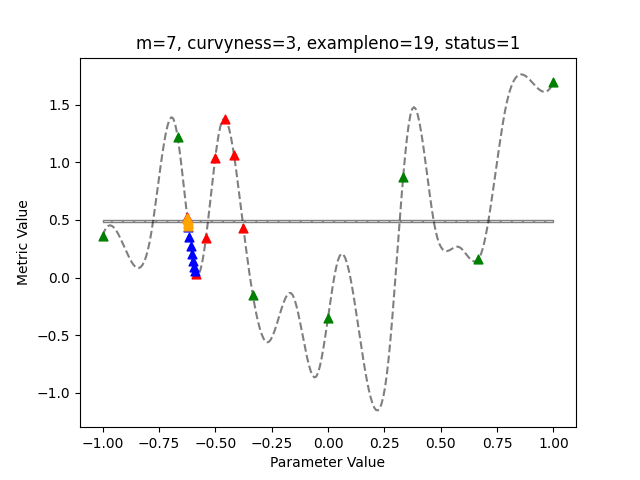 m=7, curvyness=3, exampleno=19, status=1
Metric Value
1.5
1.0
0.5
0.0
−0.5
−1.0
−1.00 −0.75 −0.50 −0.25 0.00 0.25 0.50 0.75 1.00
Parameter Value